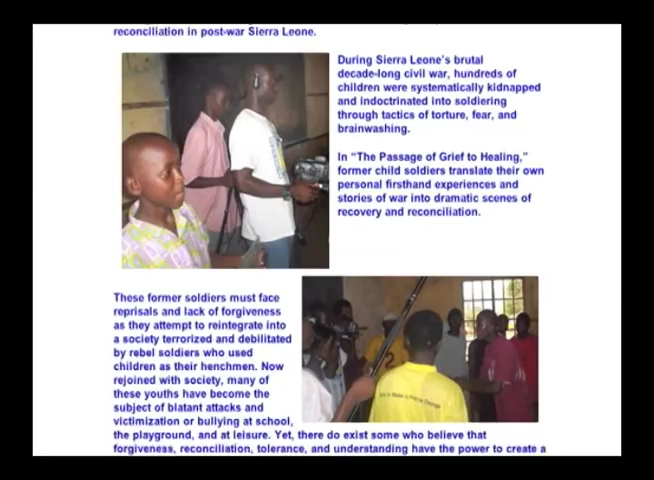 reconciliation in post-war Sierra Leone.
During Sierra Leone's brutal
decade-long civil war, hundreds of
children were systematically kidnapped
and indoctrinated into soldiering
through tactics of torture, fear, and
brainwashing.
In "The Passage of Grief to Healing,"
former child soldiers translate their own
personal firsthand experiences and
stories of war into dramatic scenes of
recovery and reconciliation.
These former soldiers must face
reprisals and lack of forgiveness
as they attempt to reintegrate into
a society terrorized and debilitated
by rebel soldiers who used
children as their henchmen. Now
rejoined with society, many of
these youths have become the
subject of blatant attacks and
victimization or bullying at school,
the playground, and at leisure. Yet, there do exist some who believe that
forgiveness, reconciliation, tolerance, and understanding have the power to create a